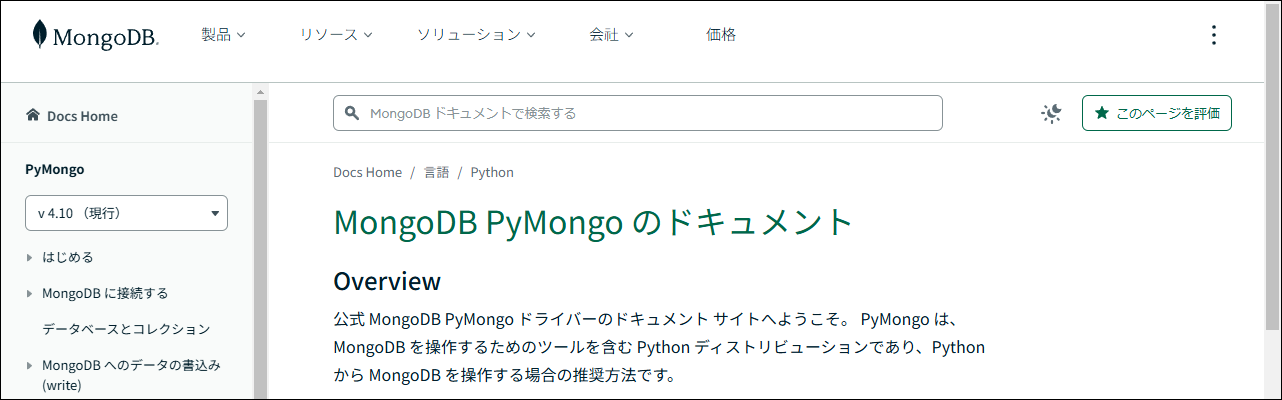 MongoDB.
製品
リソース
ソリューション
会社
価格
Docs Home
MongoDB ドキュメントで検索する
このページを評価
PyMongo
v 4.10 （現行）
はじめる
MongoDB に接続する
データベースとコレクション
MongoDB へのデータの書込み
(write)
Docs Home / 言語 / Python
MongoDB PyMongo のドキュメント
Overview
公式 MongoDB PyMongo ドライバーのドキュメント サイトへようこそ。 PyMongo は、
MongoDB を操作するためのツールを含む Python ディストリビューションであり、Python
から MongoDB を操作する場合の推奨方法です。